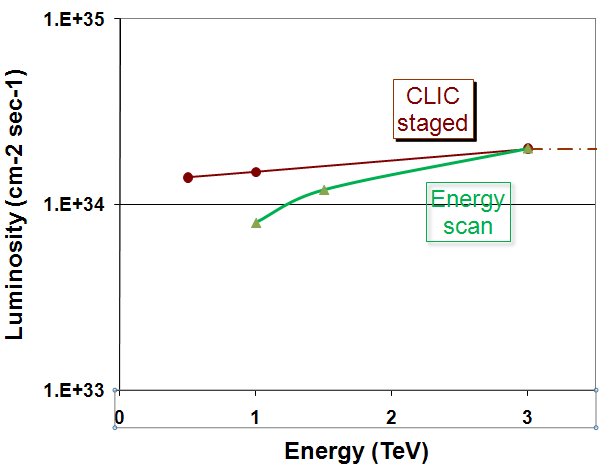 1.E+35
CLIC
staged
1.E+34
Energy
scan
1.E+33
0 1 2 3
Energy (TeV)
Luminosity (cm-2 sec-1)